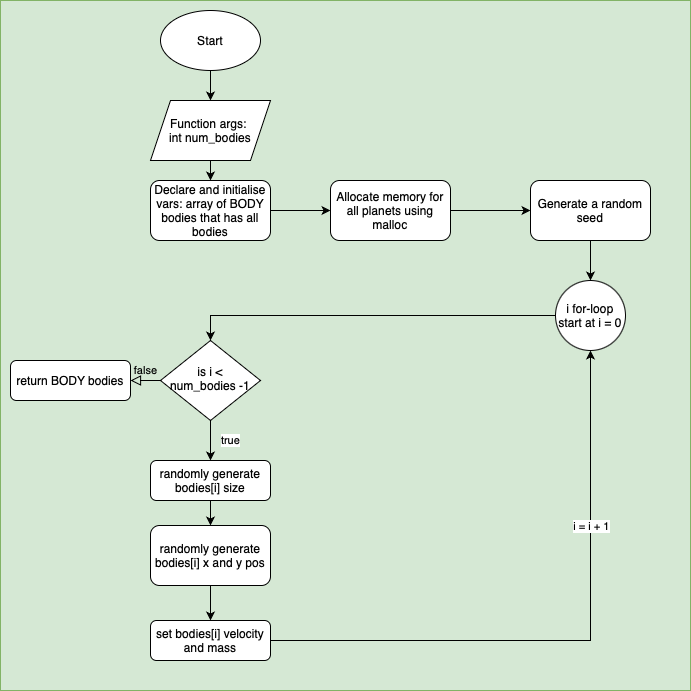 Start
Function args:
int num_bodies
Declare and initialise
vars: array of BODY
bodies that has all
bodies
Allocate memory for
all planets using
malloc
Generate a random
seed
i for-loop
start at i = 0
is i <
num_bodies -1
false
return BODY bodies
true
randomly generate
bodies[i] size
randomly generate
bodies[i] x and y pos
i = i + 1
set bodies[i] velocity
and mass